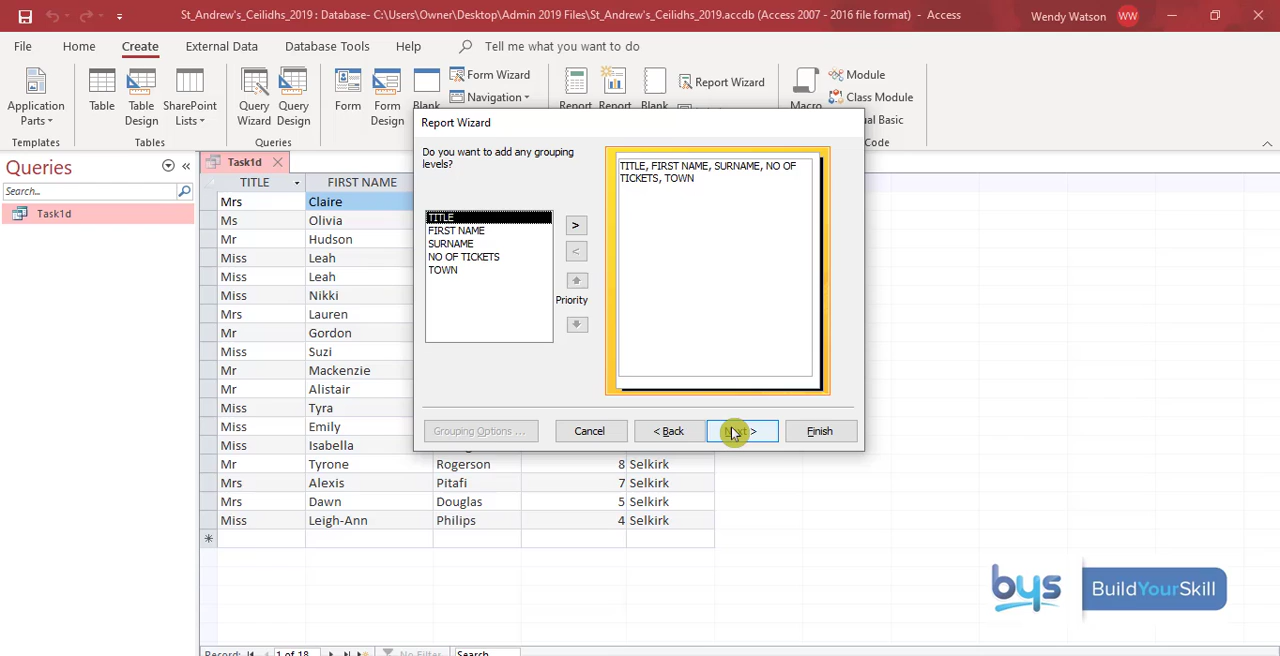 St_Andrew's_Ceilidhs_2019 : Database- C:\Users\Owner\Desktop\Admin 2019 Files\St_Andrew's_Ceilidhs_2019.accdb (Access 2007 - 2016 file format) - Access
Wendy Watson WW
File Home Create External Data Database Tools Help Tell me what you want to do
Application Parts
Table
Table Design
SharePoint Lists
Query Wizard
Query Design
Form
Form Design
Blank
Form Wizard
Navigation
Report
Report
Blank
Report Wizard
Macro
Module
Class Module
al Basic
Templates Tables Queries Code
Queries
Search...
Task1d
Task1d
TITLE FIRST NAME
Mrs Claire
Ms Olivia
Mr Hudson
Miss Leah
Miss Leah
Miss Nikki
Mrs Lauren
Mr Gordon
Miss Suzi
Mr Mackenzie
Mr Alistair
Miss Tyra
Miss Emily
Miss Isabella
Mr Tyrone Rogerson 8 Selkirk
Mrs Alexis Pitafi 7 Selkirk
Mrs Dawn Douglas 5 Selkirk
Miss Leigh-Ann Philips 4 Selkirk
Report Wizard
Do you want to add any grouping
levels?
TITLE
FIRST NAME
SURNAME
NO OF TICKETS
TOWN
>
<
Priority
TITLE, FIRST NAME, SURNAME, NO OF
TICKETS, TOWN
Grouping Options ... Cancel < Back Next > Finish
bys BuildYourSkill
Record: 1 of 18 No Filter Search